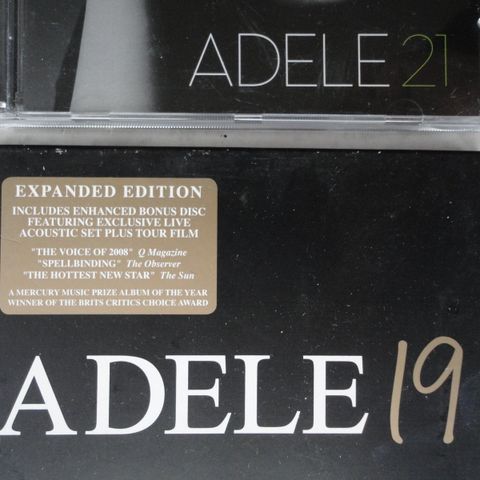 ADELE 21
EXPANDED EDITION
INCLUDES ENHANCED BONUS DISC
FEATURING EXCLUSIVE LIVE
ACOUSTIC SET PLUS TOUR FILM
"THE VOICE OF 2008" Q Magazine
"SPELLBINDING" The Observer
"THE HOTTEST NEW STAR" The Sun
A MERCURY MUSIC PRIZE ALBUM OF THE YEAR
WINNER OF THE BRITS CRITICS CHOICE AWARD
ADELE 19